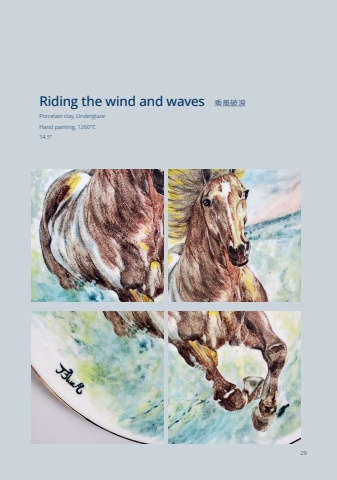 Riding the wind and waves 乘風破浪
Porcelain clay, Underglaze
Hand painting, 1260°C
14.5"
29